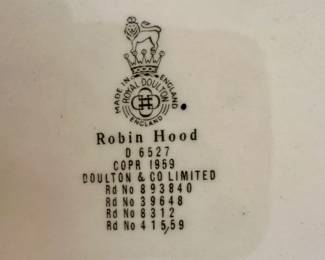 MADE IN ENGLAND
ROYAL DOULTON
ENGLAND
Robin Hood
D 6527
COPR 1959
DOULTON & CO LIMITED
Rd No 893840
Rd No 39648
Rd No 8312
Rd No 415/59